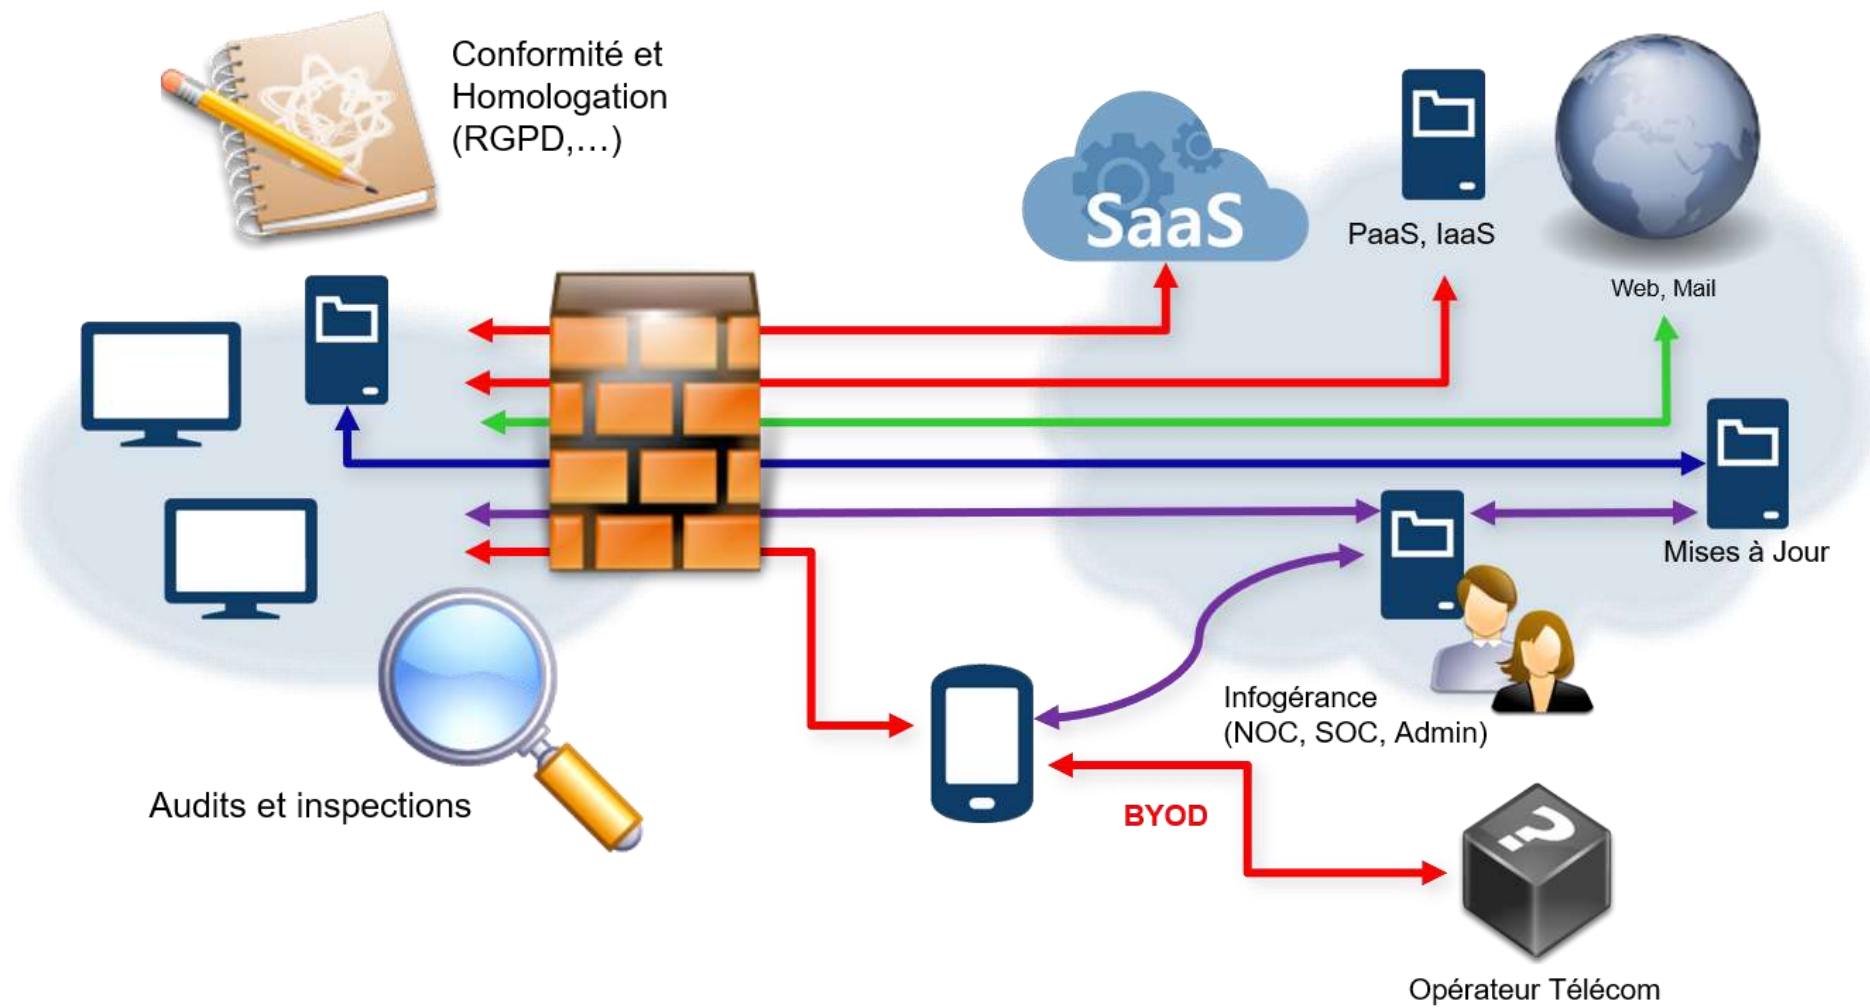 Conformité et
Homologation
(RGPD,...)
SaaS
PaaS, IaaS
Web, Mail
Mises à Jour
Infogérance
(NOC, SOC, Admin)
Audits et inspections
BYOD
?
Opérateur Télécom